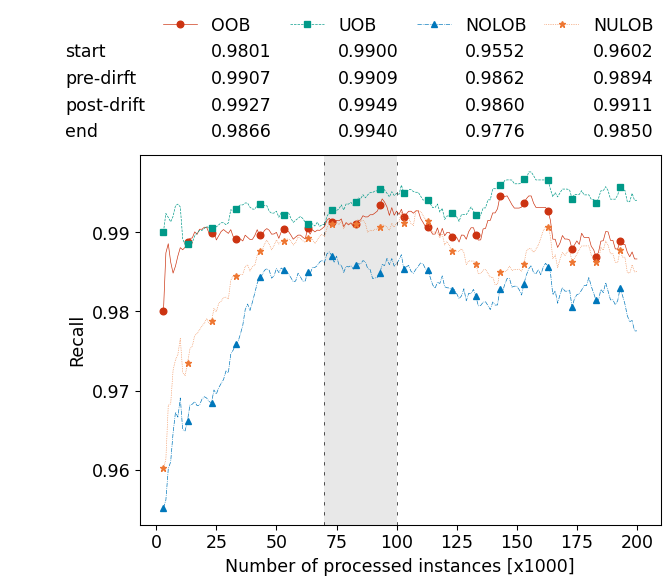 OOB UOB NOLOB NULOB
start 0.9801 0.9900 0.9552 0.9602
pre-dirft 0.9907 0.9909 0.9862 0.9894
post-drift 0.9927 0.9949 0.9860 0.9911
end 0.9866 0.9940 0.9776 0.9850
0.99
0.98
0.97
0.96
Recall
0 25 50 75 100 125 150 175 200
Number of processed instances [x1000]